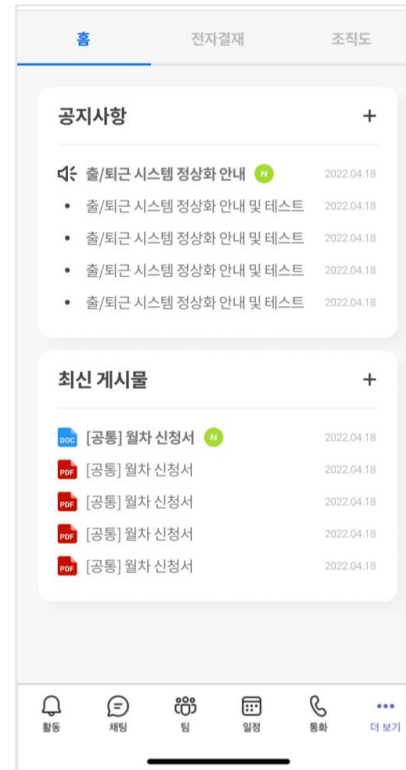 홈 전자결재 조직도
공지사항 +
출/퇴근 시스템 정상화 안내 N 2022.04.18
• 출/퇴근 시스템 정상화 안내 및 테스트 2022.04.18
• 출/퇴근 시스템 정상화 안내 및 테스트 2022.04.18
• 출/퇴근 시스템 정상화 안내 및 테스트 2022.04.18
• 출/퇴근 시스템 정상화 안내 및 테스트 2022.04.18
최신 게시물 +
DOC [공통] 월차 신청서 N 2022.04.18
PDF [공통] 월차 신청서 2022.04.18
PDF [공통] 월차 신청서 2022.04.18
PDF [공통] 월차 신청서 2022.04.18
PDF [공통] 월차 신청서 2022.04.18
활동 채팅 팀 일정 통화 더 보기